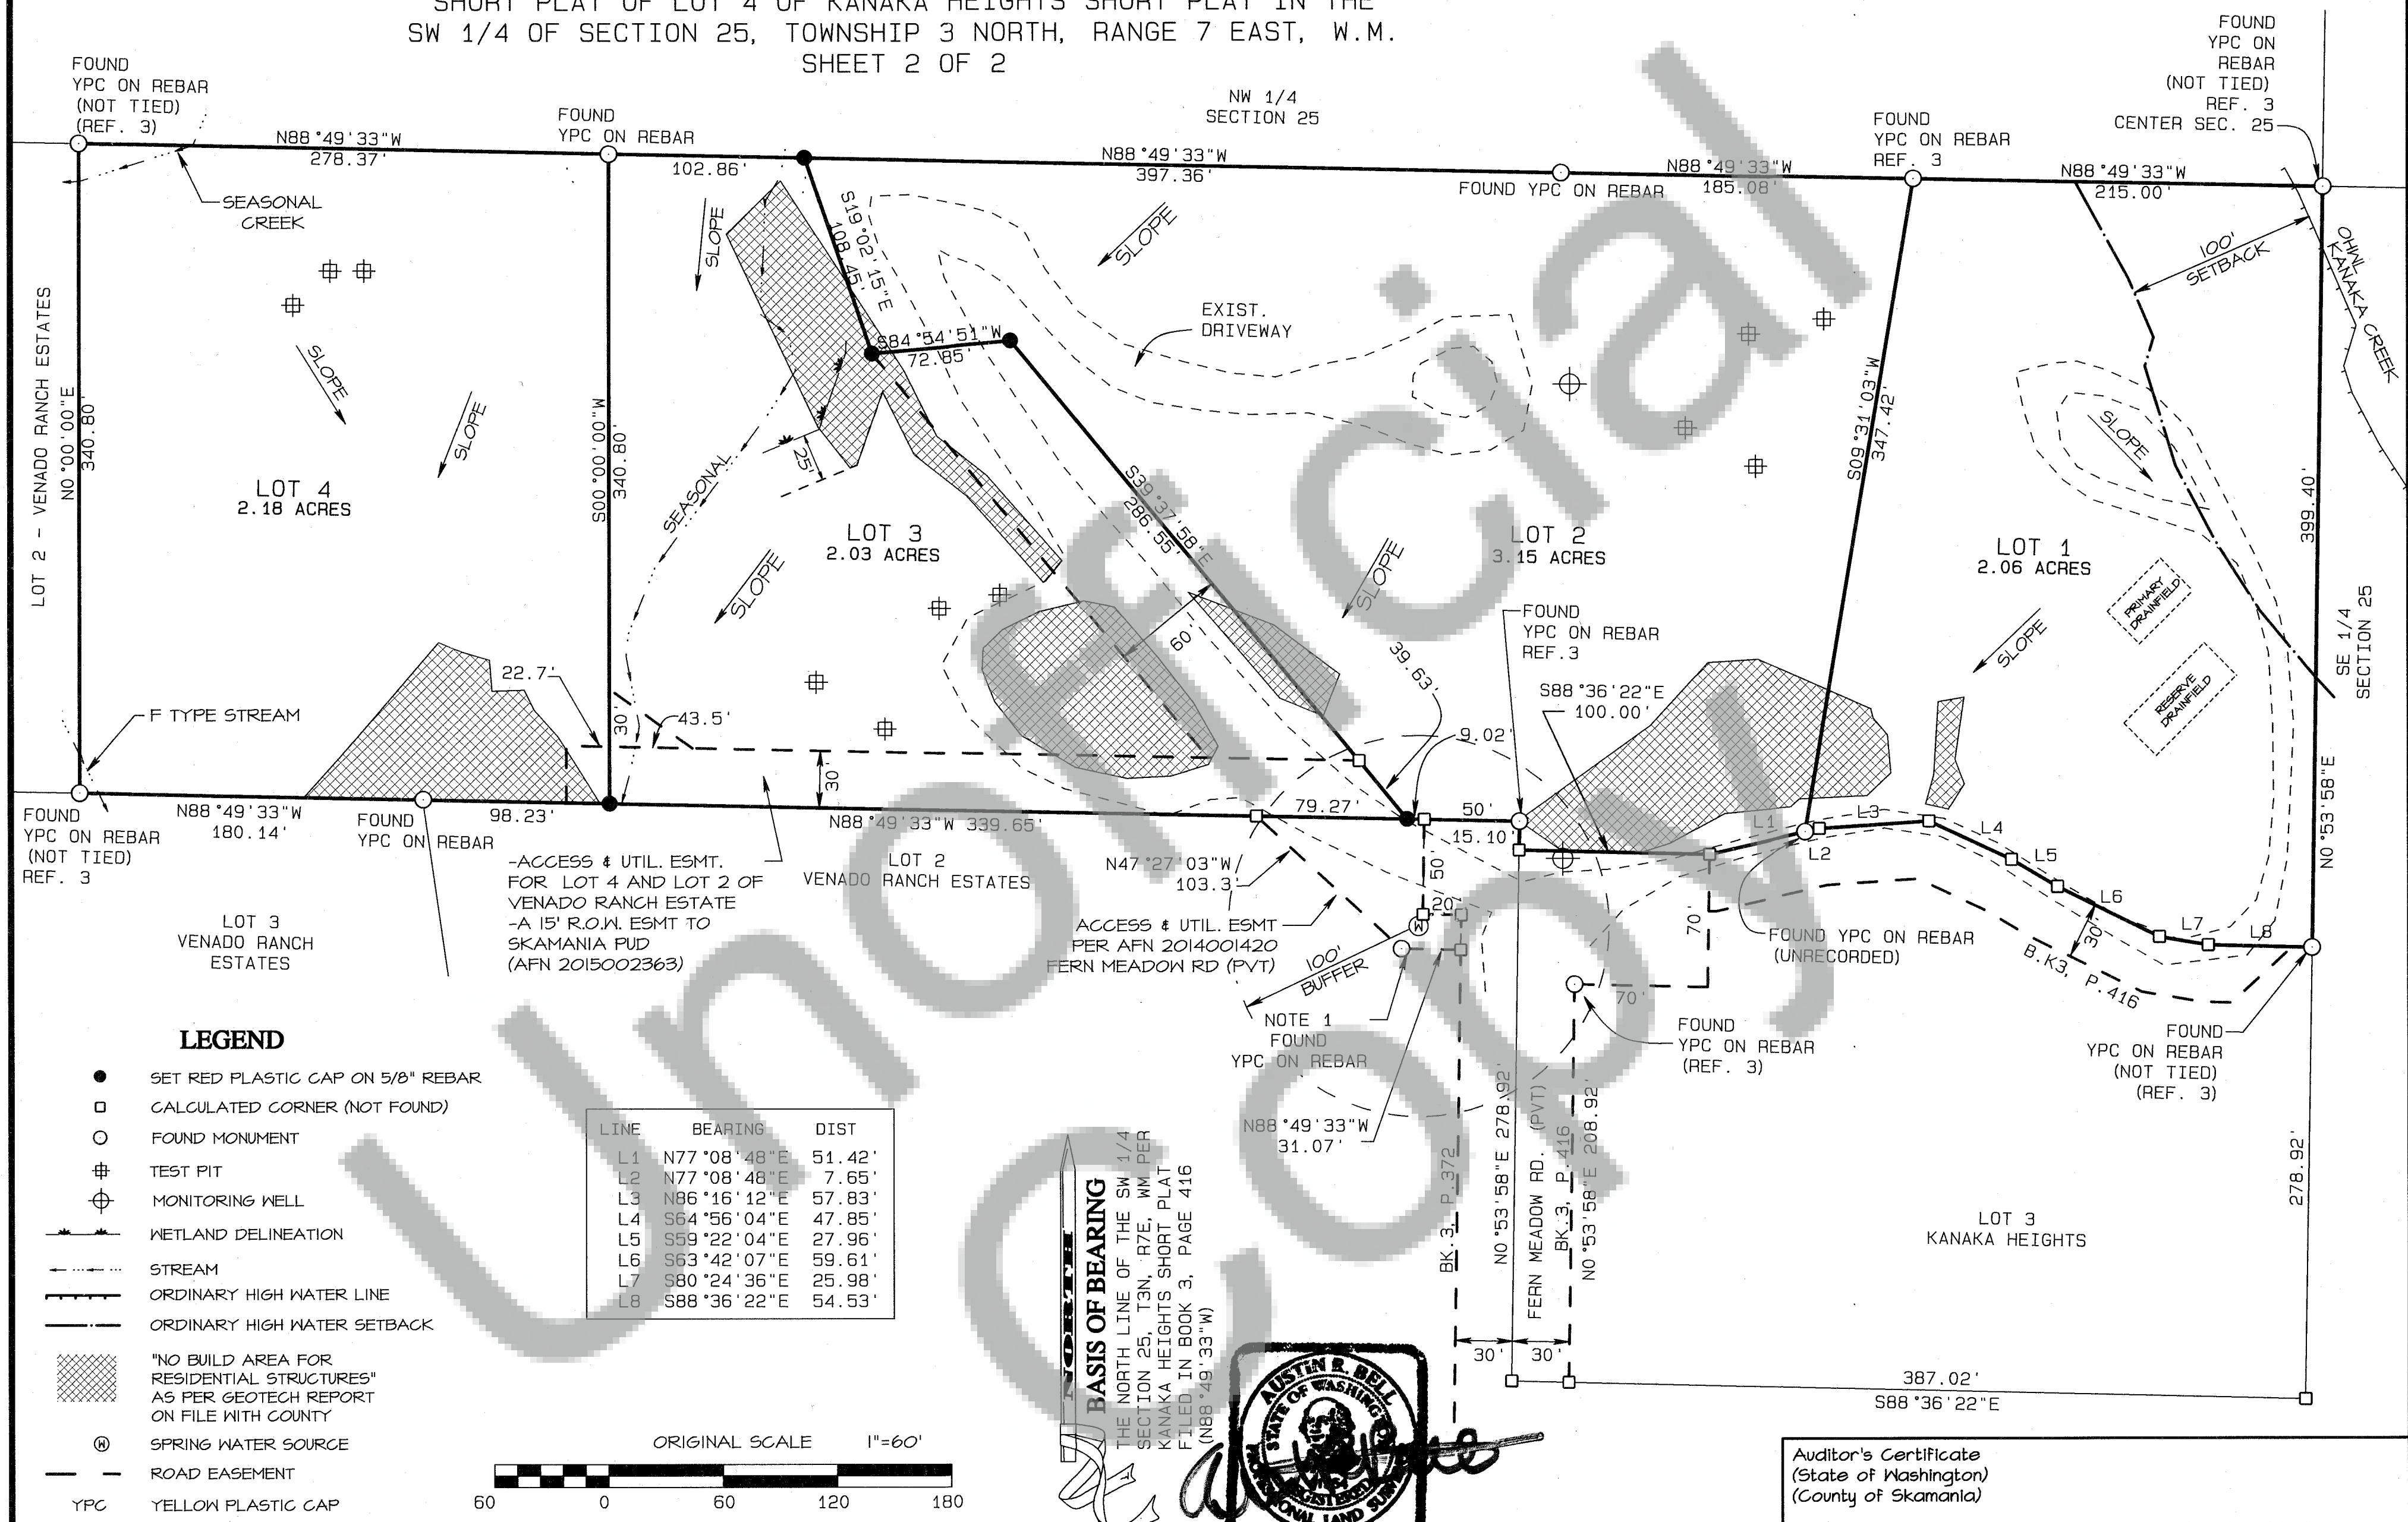 SHORT PLAT OF LOT 4 OF KANAKA HEIGHTS SHORT PLAT IN THE
SW 1/4 OF SECTION 25, TOWNSHIP 3 NORTH, RANGE 7 EAST, W.M.
SHEET 2 OF 2
FOUND
YPC ON REBAR
(NOT TIED)
(REF. 3)
N88°49'33"W
278.37'
SEASONAL
CREEK
FOUND
YPC ON REBAR
102.86'
NW 1/4
SECTION 25
N88°49'33"W
397.36'
FOUND YPC ON REBAR
N88°49'33"W
185.08'
FOUND
YPC ON REBAR
REF. 3
N88°49'33"W
215.00'
FOUND
YPC ON
REBAR
(NOT TIED)
REF. 3
CENTER SEC. 25
100'
SETBACK
OHWL
KANAKA CREEK
LOT 2 - VENADO RANCH ESTATES
N0°00'00"E
340.80'
SLOPE
SLOPE
LOT 4
2.18 ACRES
S00°00'00"W
340.80'
SLOPE
S19°02'15"E
108.45'
S84°54'51"W
72.85'
25'
SEASONAL
LOT 3
2.03 ACRES
SLOPE
SLOPE
EXIST.
DRIVEWAY
S39°37'58"E
286.55'
60'
SLOPE
39.63'
LOT 2
3.15 ACRES
S09°31'03"W
347.42'
SLOPE
LOT 1
2.06 ACRES
PRIMARY
DRAINFIELD
RESERVE
DRAINFIELD
SLOPE
399.40'
SE 1/4
SECTION 25
N0°53'58"E
FOUND
YPC ON REBAR
REF.3
S88°36'22"E
100.00'
9.02'
F TYPE STREAM
22.7'
30'
43.5'
30'
FOUND
YPC ON REBAR
(NOT TIED)
REF. 3
N88°49'33"W
180.14'
FOUND
YPC ON REBAR
98.23'
N88°49'33"W 339.65'
79.27'
50'
15.10'
L1
L2
L3
L4
L5
L6
L7
L8
LOT 3
VENADO RANCH
ESTATES
-ACCESS & UTIL. ESMT.
FOR LOT 4 AND LOT 2 OF
VENADO RANCH ESTATE
-A 15' R.O.W. ESMT TO
SKAMANIA PUD
(AFN 2015002363)
LOT 2
VENADO RANCH ESTATES
N47°27'03"W
103.3'
50'
20'
ACCESS & UTIL. ESMT
PER AFN 2014001420
FERN MEADOW RD (PVT)
100'
BUFFER
W
NOTE 1
FOUND
YPC ON REBAR
N88°49'33"W
31.07'
70'
70'
FOUND YPC ON REBAR
(UNRECORDED)
FOUND
YPC ON REBAR
(REF. 3)
30'
B.K3, P.416
FOUND
YPC ON REBAR
(NOT TIED)
(REF. 3)
278.92'
BK.3, P.372
N0°53'58"E 278.92'
FERN MEADOW RD. (PVT)
BK.3, P.416
N0°53'58"E 208.92'
30'
30'
LOT 3
KANAKA HEIGHTS
387.02'
S88°36'22"E
LEGEND
SET RED PLASTIC CAP ON 5/8" REBAR
CALCULATED CORNER (NOT FOUND)
FOUND MONUMENT
TEST PIT
MONITORING WELL
WETLAND DELINEATION
STREAM
ORDINARY HIGH WATER LINE
ORDINARY HIGH WATER SETBACK
"NO BUILD AREA FOR
RESIDENTIAL STRUCTURES"
AS PER GEOTECH REPORT
ON FILE WITH COUNTY
W SPRING WATER SOURCE
ROAD EASEMENT
YPC YELLOW PLASTIC CAP
LINE BEARING DIST
L1 N77°08'48"E 51.42'
L2 N77°08'48"E 7.65'
L3 N86°16'12"E 57.83'
L4 S64°56'04"E 47.85'
L5 S59°22'04"E 27.96'
L6 S63°42'07"E 59.61'
L7 S80°24'36"E 25.98'
L8 S88°36'22"E 54.53'
ORIGINAL SCALE 1"=60'
60 0 60 120 180
NORTH
BASIS OF BEARING
THE NORTH LINE OF THE SW 1/4
SECTION 25, T3N, R7E, WM PER
KANAKA HEIGHTS SHORT PLAT
FILED IN BOOK 3, PAGE 416
(N88°49'33"W)
AUSTIN R. BELL
STATE OF WASHINGTON
REGISTERED
PROFESSIONAL LAND
Auditor's Certificate
(State of Washington)
(County of Skamania)
Unofficial
Copy